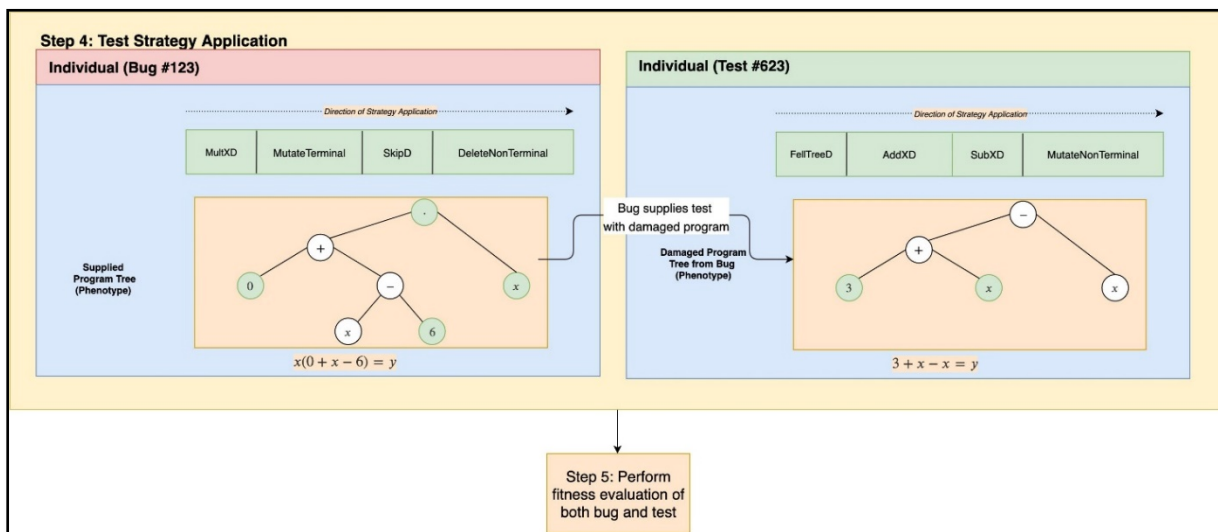 Step 4: Test Strategy Application
Individual (Bug #123)
Direction of Strategy Application
MultXD
MutateTerminal
SkipD
DeleteNonTerminal
Supplied
Program Tree
(Phenotype)
·
+
0
−
x
x
6
x(0 + x − 6) = y
Bug supplies test
with damaged program
Individual (Test #623)
Direction of Strategy Application
FellTreeD
AddXD
SubXD
MutateNonTerminal
Damaged Program
Tree from Bug
(Phenotype)
−
+
3
x
x
3 + x − x = y
Step 5: Perform
fitness evaluation of
both bug and test